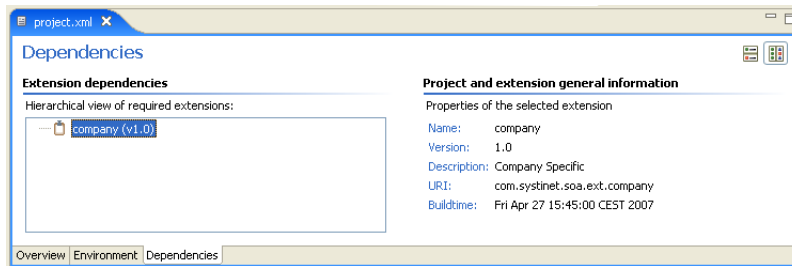 project.xml
Dependencies
Extension dependencies
Hierarchical view of required extensions:
company (v1.0)
Project and extension general information
Properties of the selected extension
Name: company
Version: 1.0
Description: Company Specific
URI: com.systinet.soa.ext.company
Buildtime: Fri Apr 27 15:45:00 CEST 2007
Overview Environment Dependencies